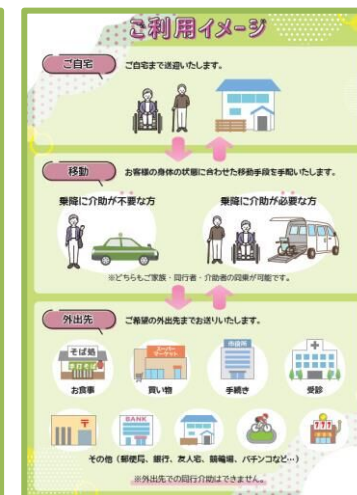 ご利用イメージ
ご自宅
ご自宅まで送迎いたします。
移動
お客様の身体の状態に合わせた移動手段を手配いたします。
乗降に介助が不要な方
乗降に介助が必要な方
※どちらもご家族・同行者・介助者の同乗が可能です。
外出先
ご希望の外出先までお送りいたします。
そば処
手打そば
スーパー
マーケット
市役所
お食事
買い物
手続き
受診
〒
BANK
777
その他（郵便局、銀行、友人宅、競輪場、パチンコなど…）
※外出先での同行介助はできません。